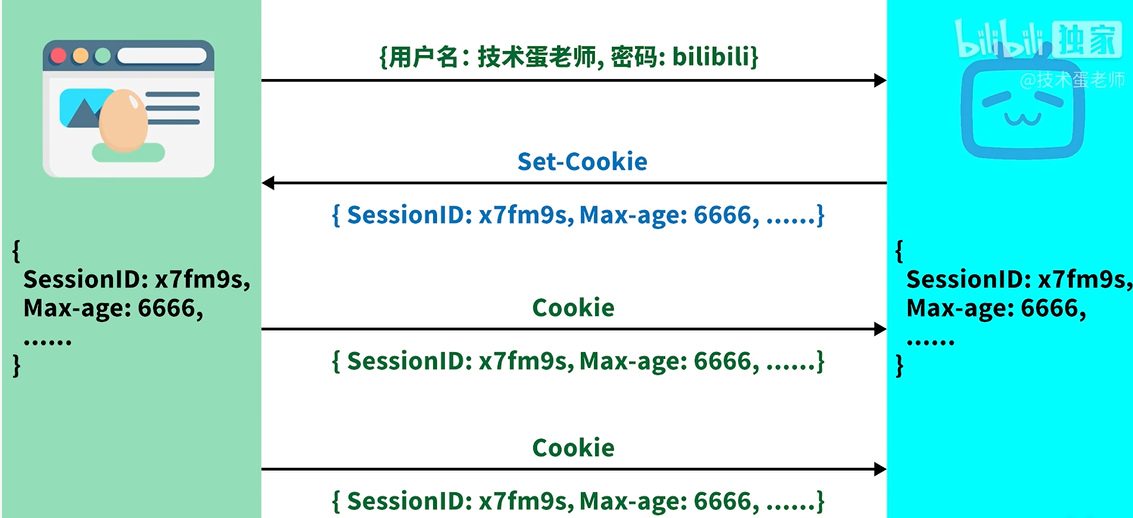 bilibili 独家
@技术蛋老师
{用户名：技术蛋老师, 密码: bilibili}
Set-Cookie
{ SessionID: x7fm9s, Max-age: 6666, ......}
{
SessionID: x7fm9s,
Max-age: 6666,
......
}
{
SessionID: x7fm9s,
Max-age: 6666,
......
}
Cookie
{ SessionID: x7fm9s, Max-age: 6666, ......}
Cookie
{ SessionID: x7fm9s, Max-age: 6666, ......}